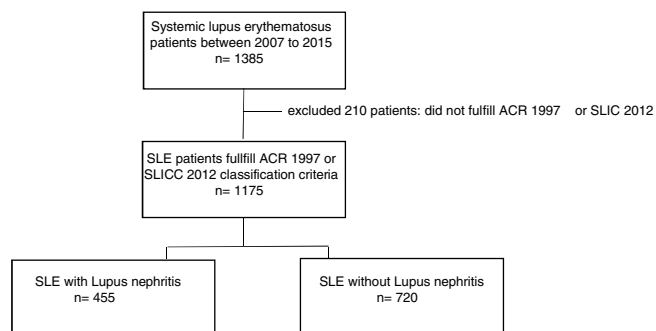 Systemic lupus erythematosus
patients between 2007 to 2015
n= 1385
excluded 210 patients: did not fulfill ACR 1997 or SLIC 2012
SLE patients fullfill ACR 1997 or
SLICC 2012 classification criteria
n= 1175
SLE with Lupus nephritis
n= 455
SLE without Lupus nephritis
n= 720